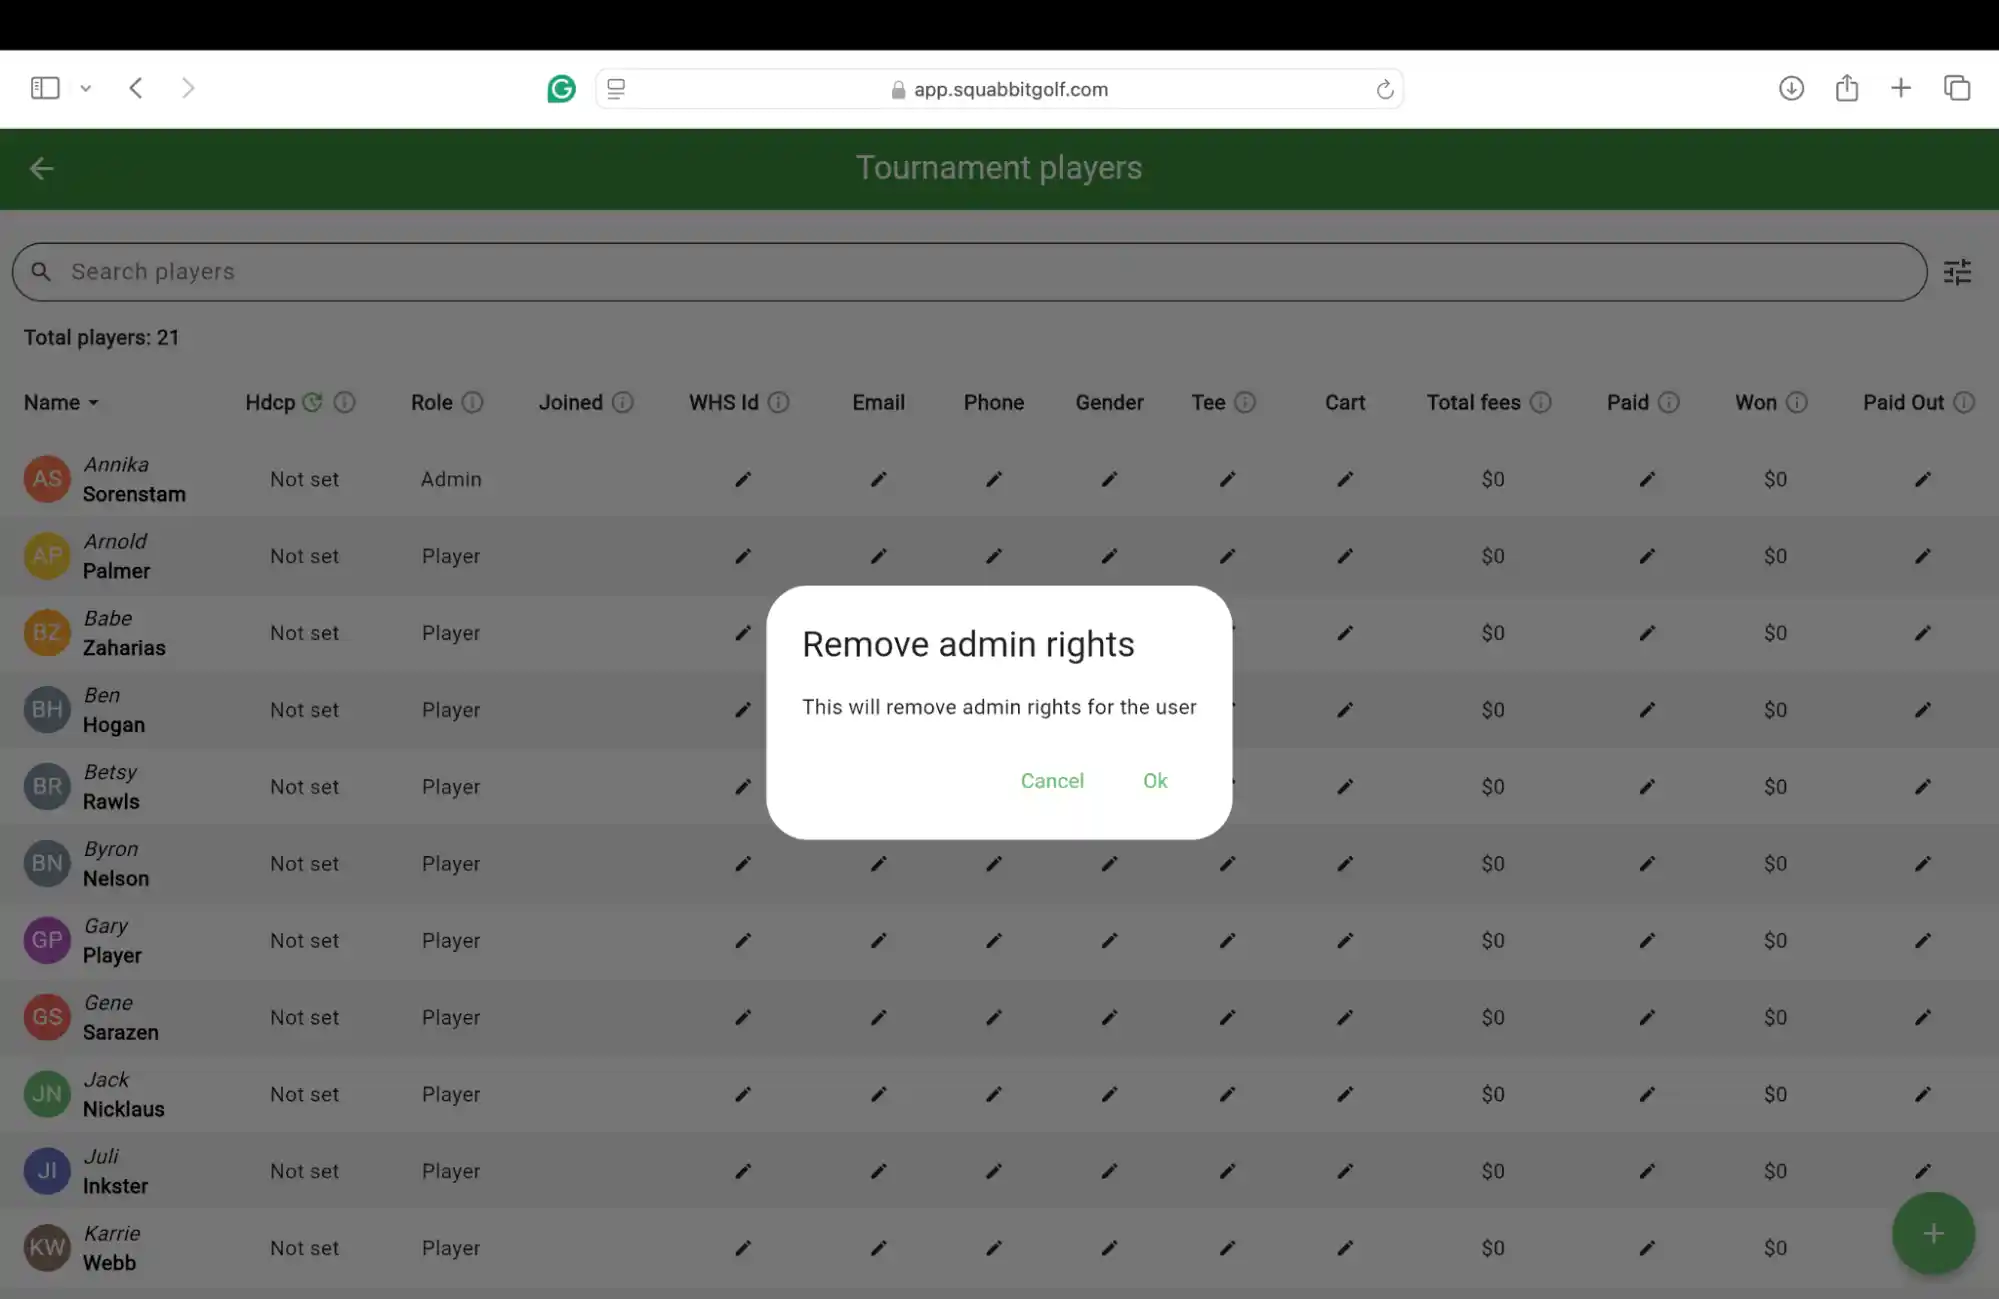 app.squabbitgolf.com
Tournament players
Search players
Total players: 21
Name Hdcp Role Joined WHS Id Email Phone Gender Tee Cart Total fees Paid Won Paid Out
AS Annika Sorenstam Not set Admin $0 $0
AP Arnold Palmer Not set Player $0 $0
BZ Babe Zaharias Not set Player $0 $0
BH Ben Hogan Not set Player $0 $0
BR Betsy Rawls Not set Player $0 $0
BN Byron Nelson Not set Player $0 $0
GP Gary Player Not set Player $0 $0
GS Gene Sarazen Not set Player $0 $0
JN Jack Nicklaus Not set Player $0 $0
JI Juli Inkster Not set Player $0 $0
KW Karrie Webb Not set Player $0 $0
Remove admin rights
This will remove admin rights for the user
Cancel Ok